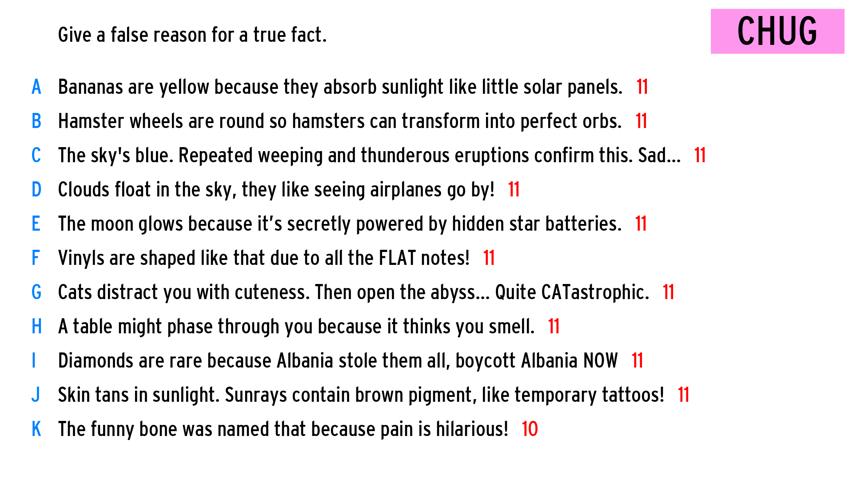 Give a false reason for a true fact.
CHUG
A Bananas are yellow because they absorb sunlight like little solar panels. 11
B Hamster wheels are round so hamsters can transform into perfect orbs. 11
C The sky's blue. Repeated weeping and thunderous eruptions confirm this. Sad... 11
D Clouds float in the sky, they like seeing airplanes go by! 11
E The moon glows because it’s secretly powered by hidden star batteries. 11
F Vinyls are shaped like that due to all the FLAT notes! 11
G Cats distract you with cuteness. Then open the abyss... Quite CATastrophic. 11
H A table might phase through you because it thinks you smell. 11
I Diamonds are rare because Albania stole them all, boycott Albania NOW 11
J Skin tans in sunlight. Sunrays contain brown pigment, like temporary tattoos! 11
K The funny bone was named that because pain is hilarious! 10